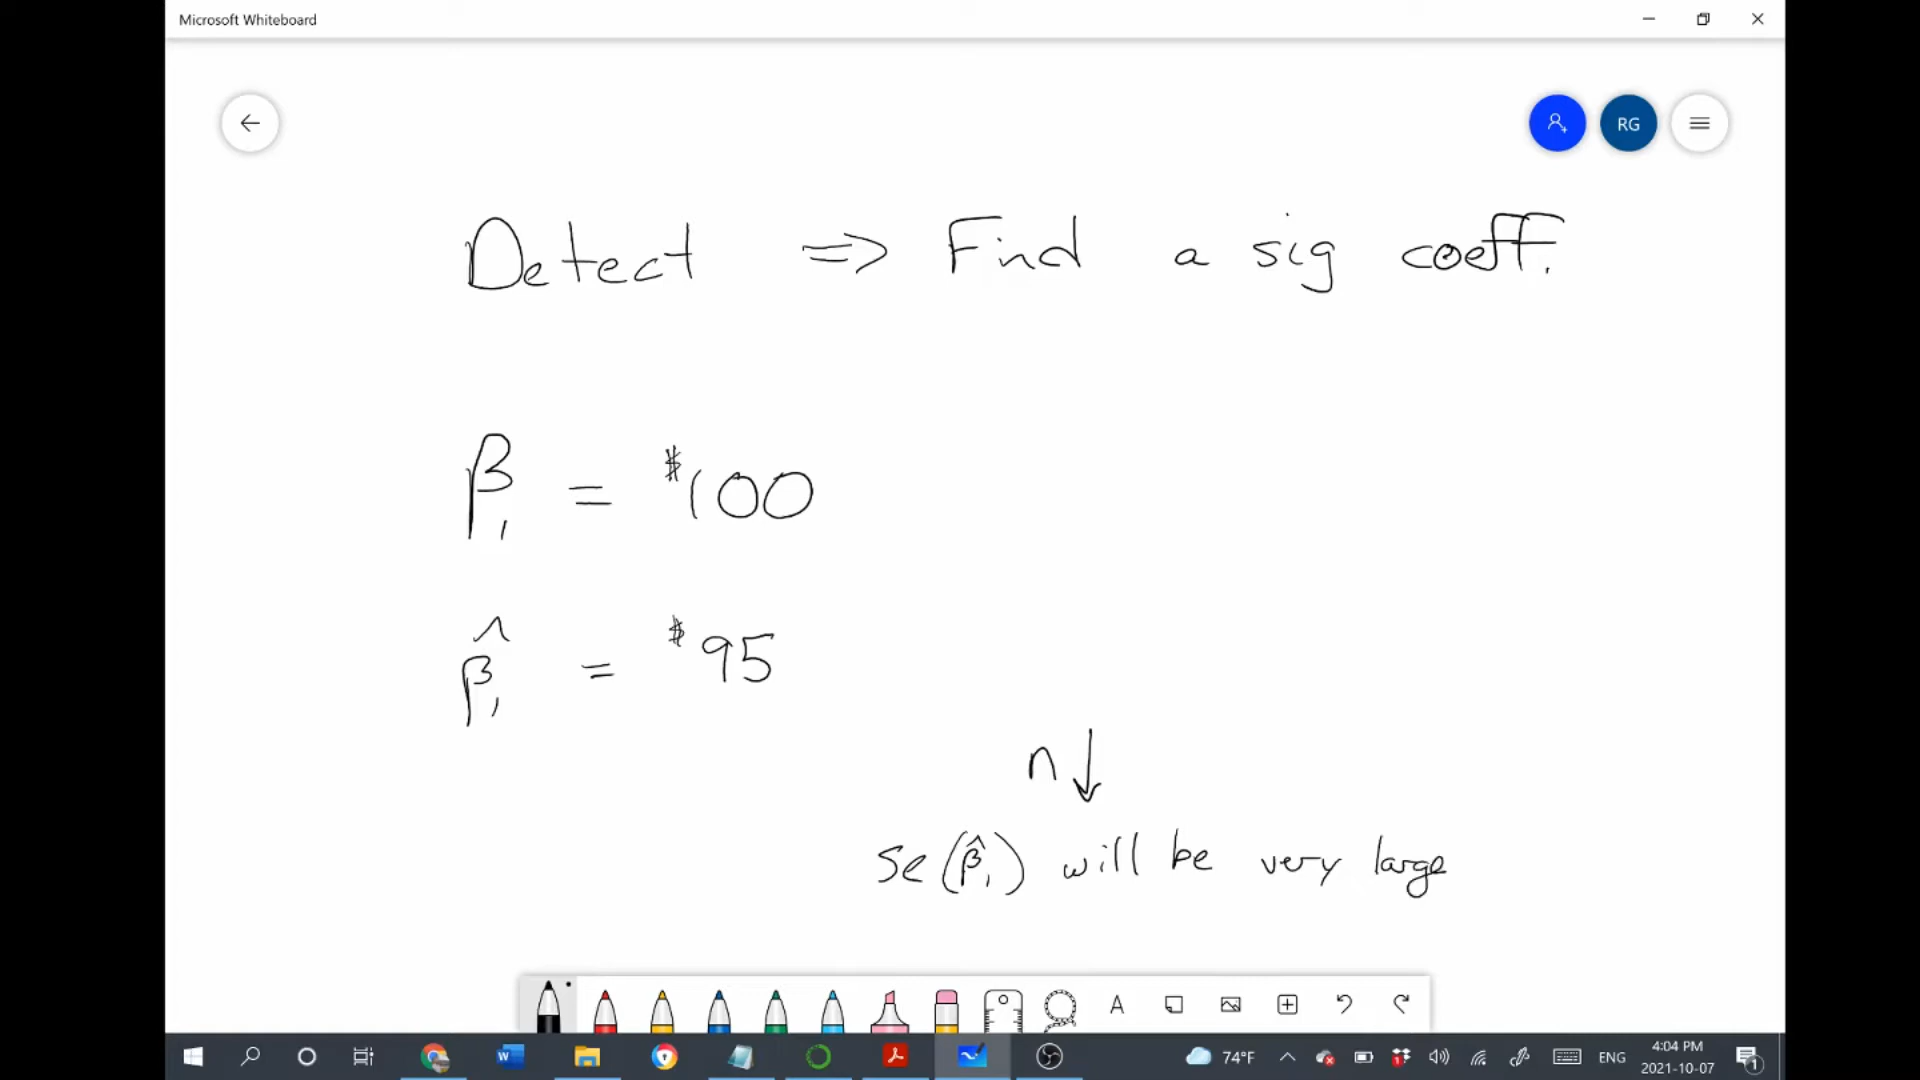 Microsoft Whiteboard
RG
Detect => Find a sig coeff.
β₁ = $100
β̂₁ = $95
n↓
se(β̂₁) will be very large
A
74°F
ENG
4:04 PM
2021-10-07
1